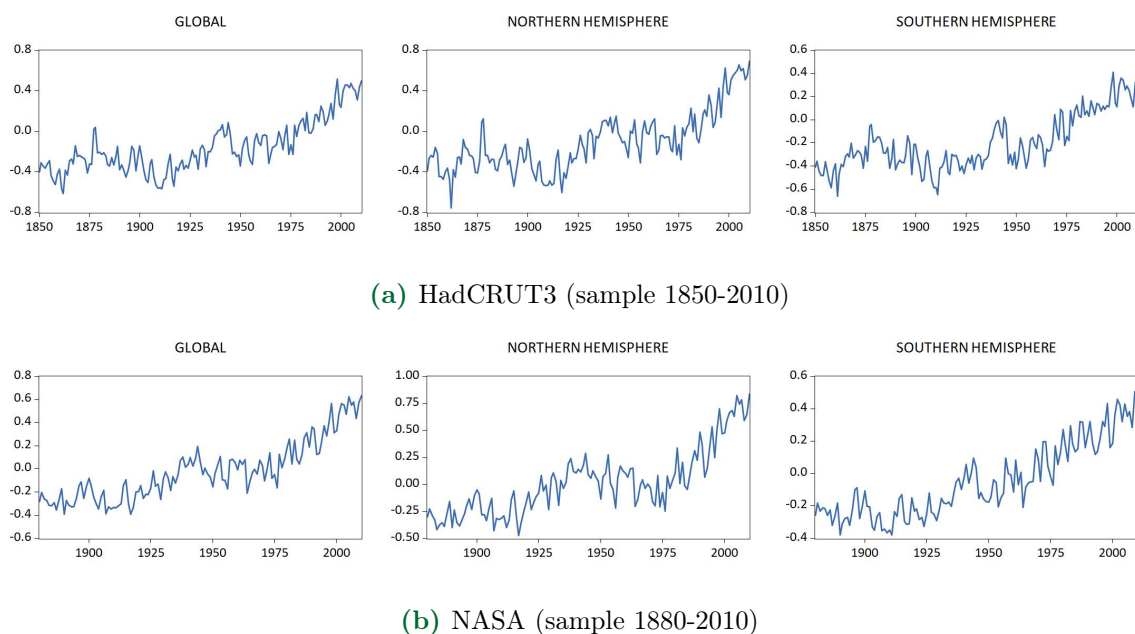 GLOBAL NORTHERN HEMISPHERE SOUTHERN HEMISPHERE
0.8 0.8 0.6
0.4 0.4 0.4
0.2
0.0 0.0 0.0
-0.2
-0.4 -0.4 -0.4
-0.6
-0.8 -0.8 -0.8
1850 1875 1900 1925 1950 1975 2000 1850 1875 1900 1925 1950 1975 2000 1850 1875 1900 1925 1950 1975 2000
(a) HadCRUT3 (sample 1850-2010)
GLOBAL NORTHERN HEMISPHERE SOUTHERN HEMISPHERE
0.8 1.00 0.6
0.6 0.75
0.4 0.50 0.4
0.2 0.25 0.2
0.0 0.00 0.0
-0.2 -0.2
-0.4 -0.25
-0.6 -0.50 -0.4
1900 1925 1950 1975 2000 1900 1925 1950 1975 2000 1900 1925 1950 1975 2000
(b) NASA (sample 1880-2010)